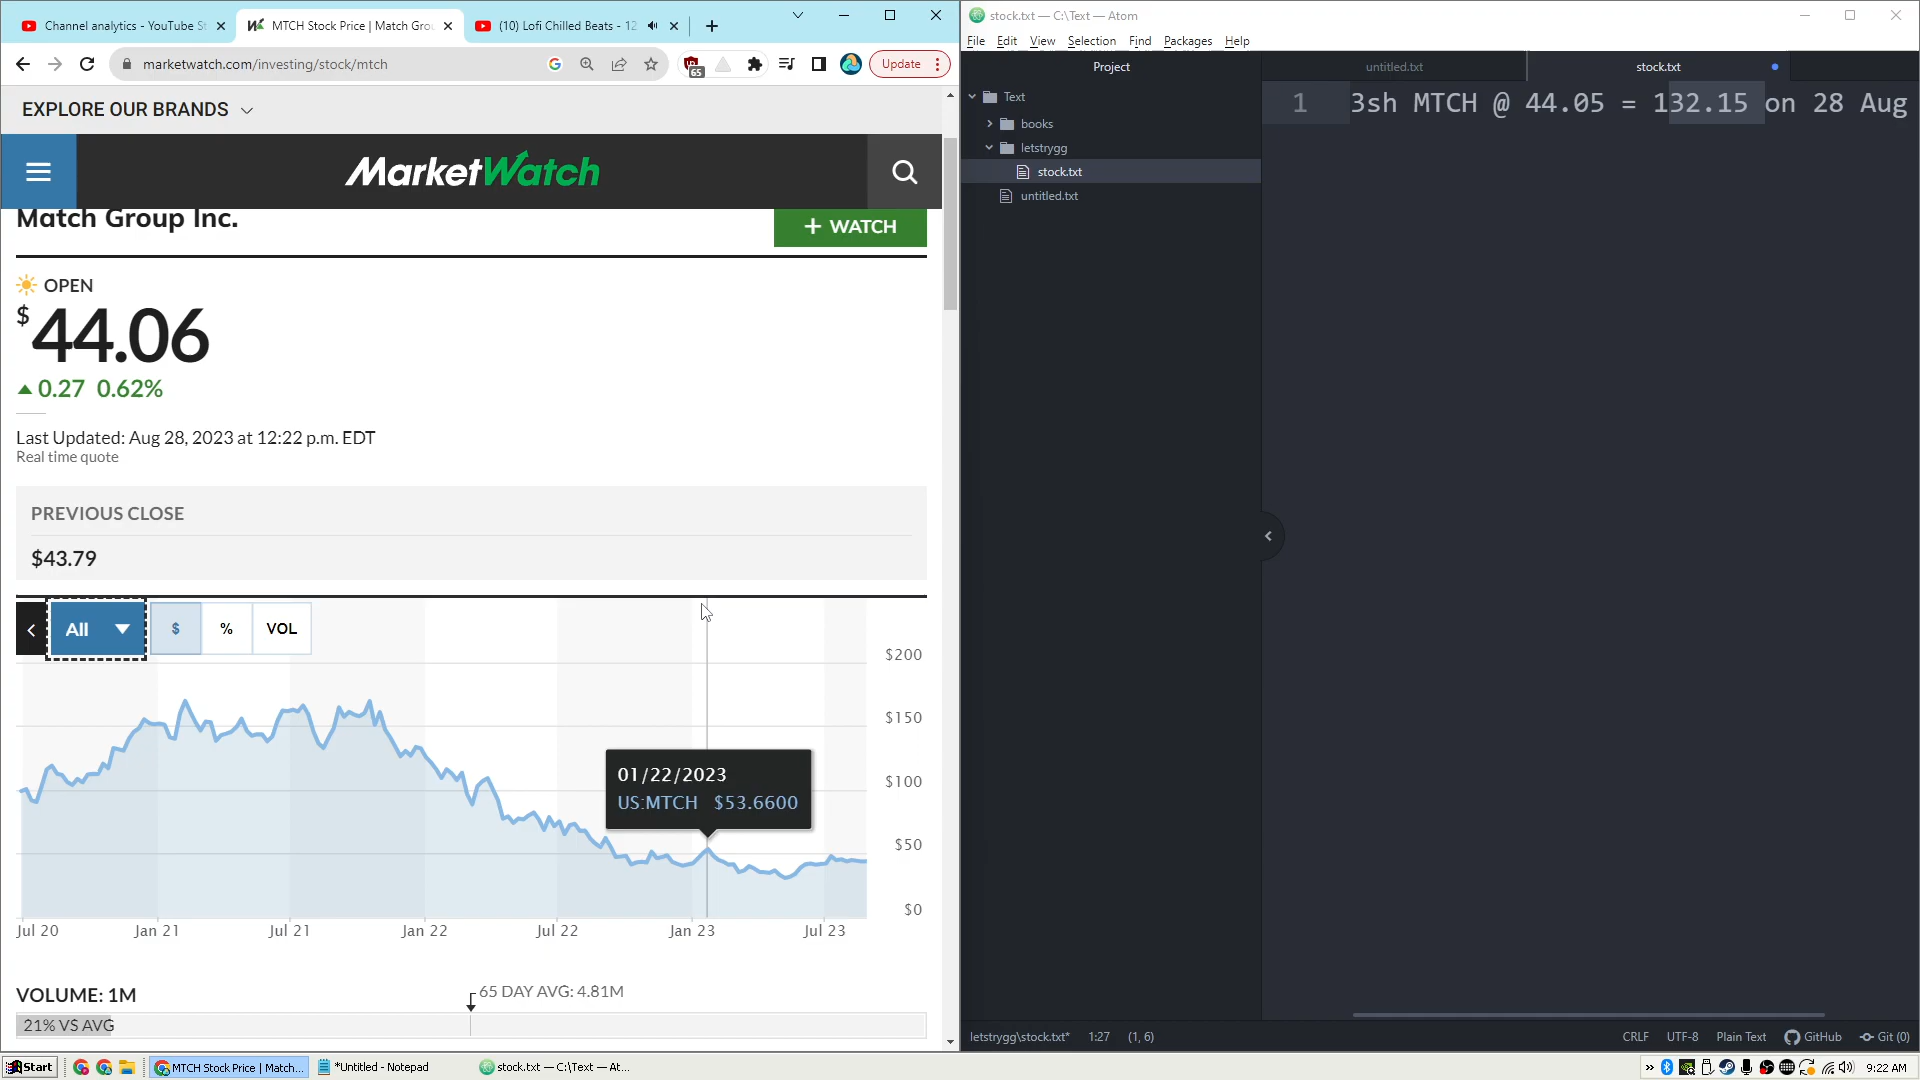 Channel analytics - YouTube St
MTCH Stock Price | Match Grou
(10) Lofi Chilled Beats - 12
marketwatch.com/investing/stock/mtch
65
Update
EXPLORE OUR BRANDS
MarketWatch
Match Group Inc.
+ WATCH
OPEN
$44.06
0.27 0.62%
Last Updated: Aug 28, 2023 at 12:22 p.m. EDT
Real time quote
PREVIOUS CLOSE
$43.79
All
$
%
VOL
$200
$150
$100
$50
$0
01/22/2023
US:MTCH $53.6600
Jul 20
Jan 21
Jul 21
Jan 22
Jul 22
Jan 23
Jul 23
VOLUME: 1M
65 DAY AVG: 4.81M
21% VS AVG
stock.txt — C:\Text — Atom
File Edit View Selection Find Packages Help
Project
untitled.txt
stock.txt
Text
books
letstrygg
stock.txt
untitled.txt
1 3sh MTCH @ 44.05 = 132.15 on 28 Aug
letstrygg\stock.txt* 1:27 (1, 6)
CRLF UTF-8 Plain Text GitHub Git (0)
Start
MTCH Stock Price | Match...
*Untitled - Notepad
stock.txt — C:\Text — At...
9:22 AM